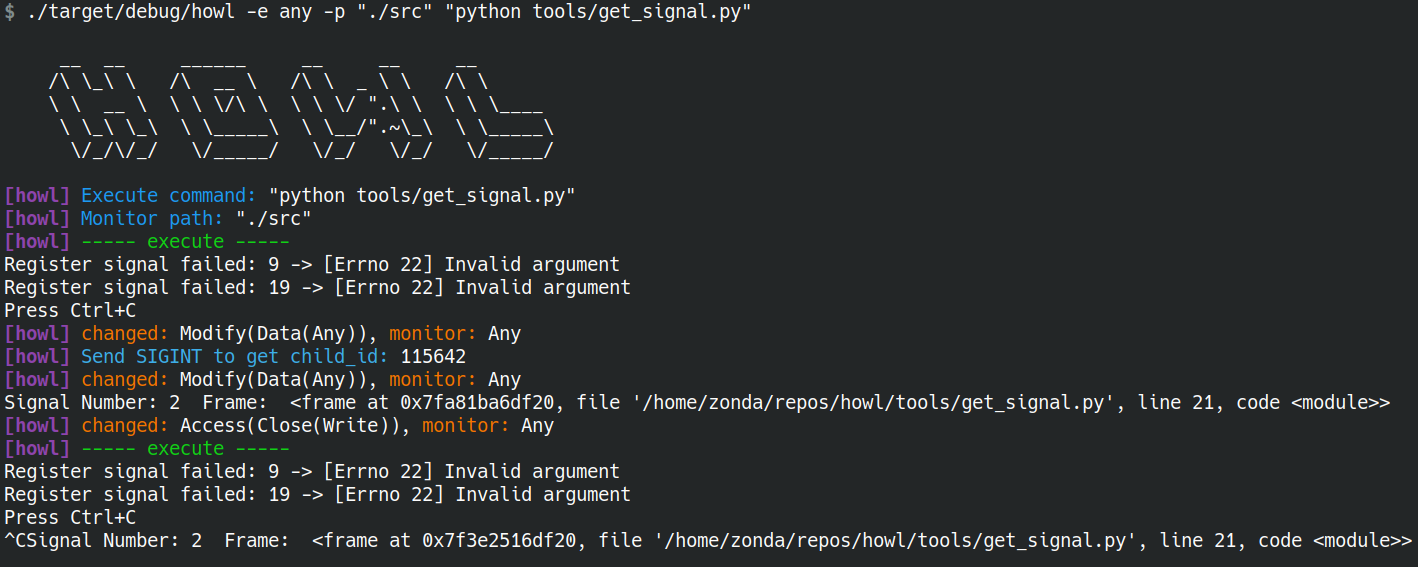 $ ./target/debug/howl -e any -p "./src" "python tools/get_signal.py"
     __  __     ______     __     __     __
    /\ \_\ \   /\  __ \   /\ \  _ \ \   /\ \
    \ \  __ \  \ \ \/\ \  \ \ \/ ".\ \  \ \ \____
     \ \_\ \_\  \ \_____\  \ \__/".~\_\  \ \_____\
      \/_/\/_/   \/_____/   \/_/   \/_/   \/_____/
[howl] Execute command: "python tools/get_signal.py"
[howl] Monitor path: "./src"
[howl] ----- execute -----
Register signal failed: 9 -> [Errno 22] Invalid argument
Register signal failed: 19 -> [Errno 22] Invalid argument
Press Ctrl+C
[howl] changed: Modify(Data(Any)), monitor: Any
[howl] Send SIGINT to get child_id: 115642
[howl] changed: Modify(Data(Any)), monitor: Any
Signal Number: 2  Frame:  <frame at 0x7fa81ba6df20, file '/home/zonda/repos/howl/tools/get_signal.py', line 21, code <module>>
[howl] changed: Access(Close(Write)), monitor: Any
[howl] ----- execute -----
Register signal failed: 9 -> [Errno 22] Invalid argument
Register signal failed: 19 -> [Errno 22] Invalid argument
Press Ctrl+C
^CSignal Number: 2  Frame:  <frame at 0x7f3e2516df20, file '/home/zonda/repos/howl/tools/get_signal.py', line 21, code <module>>